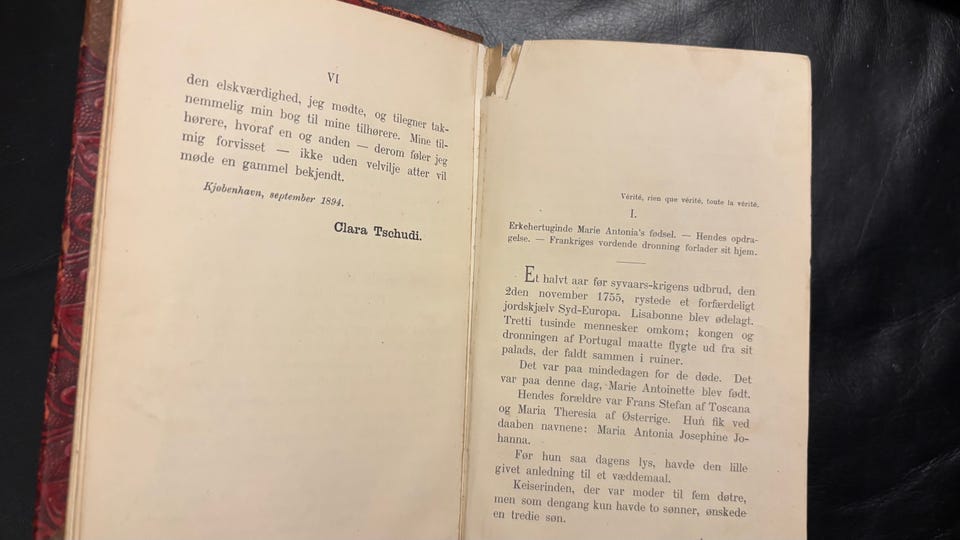 VI
den elskværdighed, jeg mødte, og tilegner tak-
nemmelig min bog til mine tilhørere. Mine til-
hørere, hvoraf en og anden — derom føler jeg
mig forvisset — ikke uden velvilje atter vil
møde en gammel bekjendt.
Kjøbenhavn, september 1894.
Clara Tschudi.
Vérité, rien que vérité, toute la vérité.
I.
Erkehertuginde Marie Antonia's fødsel. — Hendes opdra-
gelse. — Frankriges vordende dronning forlader sit hjem.
Et halvt aar før syvaars-krigens udbrud, den
2den november 1755, rystede et forfærdeligt
jordskjælv Syd-Europa. Lisabonne blev ødelagt.
Tretti tusinde mennesker omkom; kongen og
dronningen af Portugal maatte flygte ud fra sit
palads, der faldt sammen i ruiner.
Det var paa mindedagen for de døde. Det
var paa denne dag, Marie Antoinette blev født.
Hendes forældre var Frans Stefan af Toscana
og Maria Theresia af Østerrige. Hun fik ved
daaben navnene: Maria Antonia Josephine Jo-
hanna.
Før hun saa dagens lys, havde den lille
givet anledning til et væddemaal.
Keiserinden, der var moder til fem døtre,
men som dengang kun havde to sønner, ønskede
en tredie søn.